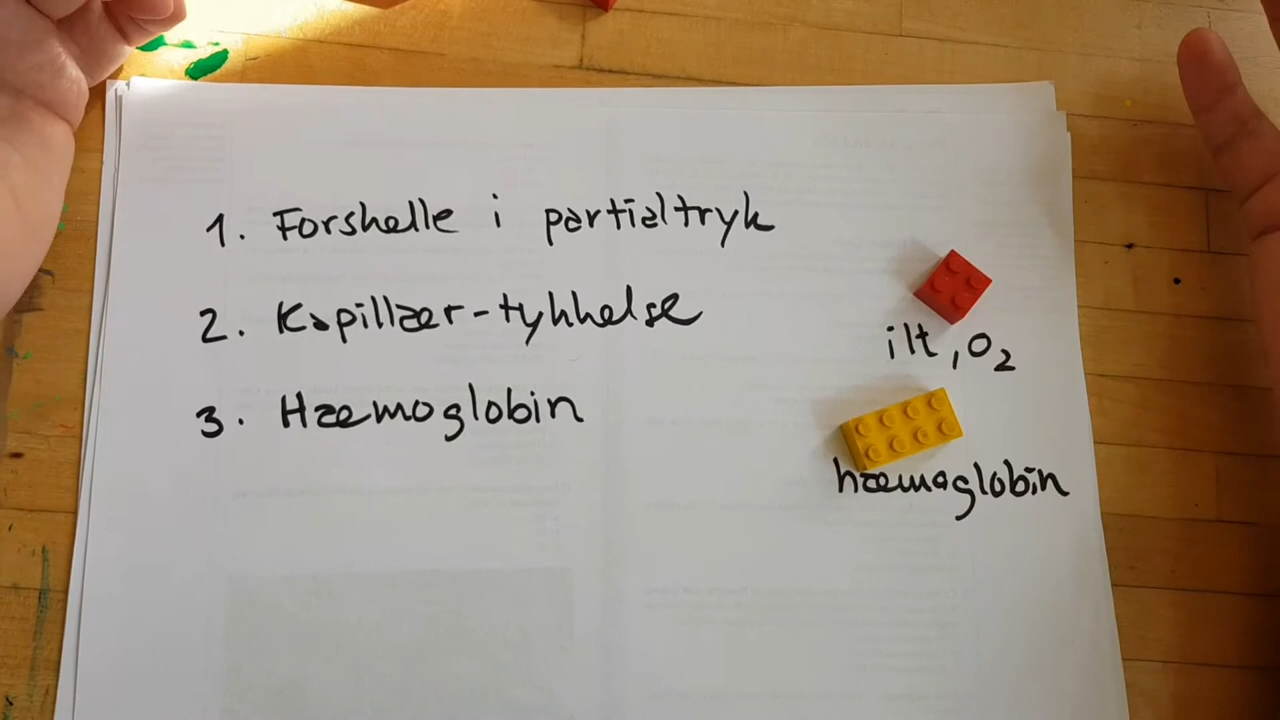 1. Forskelle i partialtryk
2. Kapillær-tykkelse
3. Hæmoglobin
ilt, O2
hæmoglobin